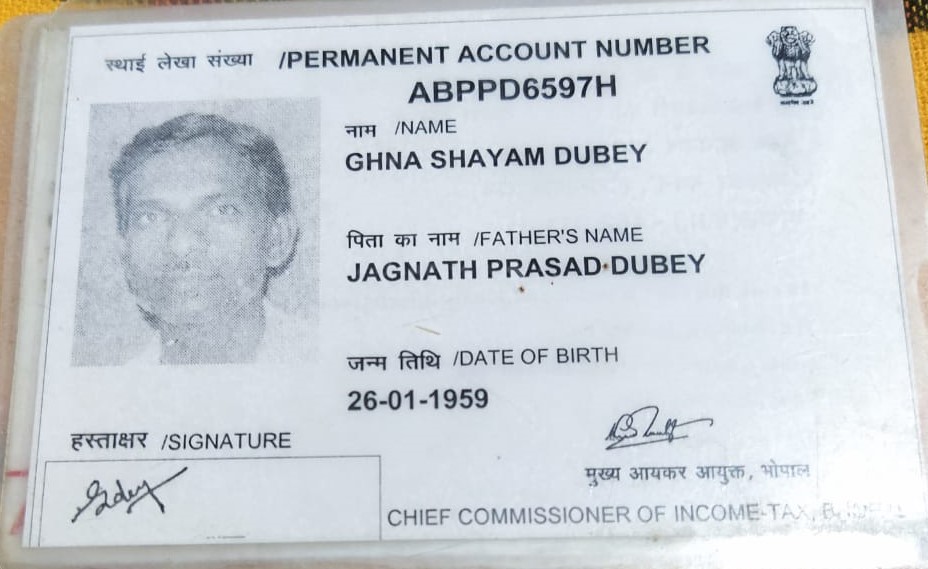 स्थाई लेखा संख्या /PERMANENT ACCOUNT NUMBER
ABPPD6597H
नाम /NAME
GHNA SHAYAM DUBEY
पिता का नाम /FATHER'S NAME
JAGNATH PRASAD DUBEY
जन्म तिथि /DATE OF BIRTH
26-01-1959
हस्ताक्षर /SIGNATURE
मुख्य आयकर आयुक्त, भोपाल
CHIEF COMMISSIONER OF INCOME-TAX,